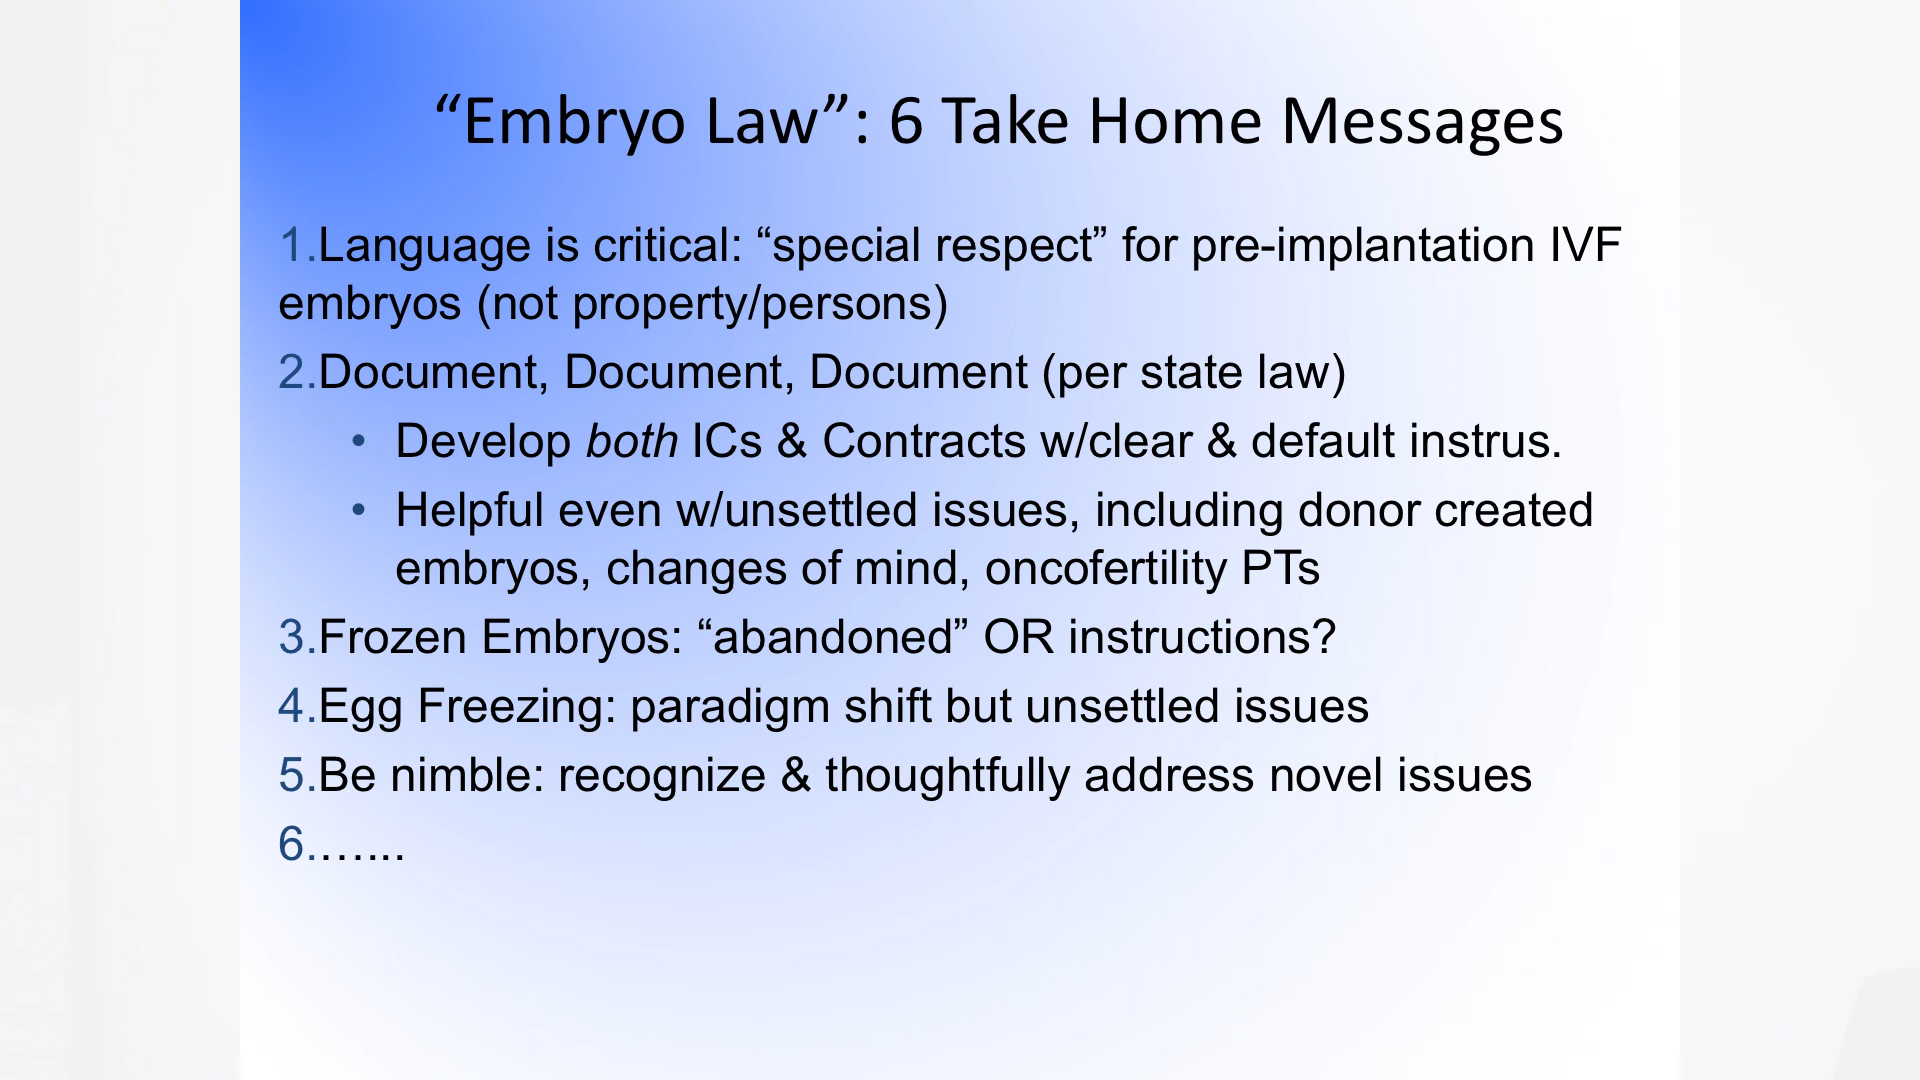 “Embryo Law”: 6 Take Home Messages
1.Language is critical: “special respect” for pre-implantation IVF
embryos (not property/persons)
2.Document, Document, Document (per state law)
• Develop both ICs & Contracts w/clear & default instrus.
• Helpful even w/unsettled issues, including donor created
embryos, changes of mind, oncofertility PTs
3.Frozen Embryos: “abandoned” OR instructions?
4.Egg Freezing: paradigm shift but unsettled issues
5.Be nimble: recognize & thoughtfully address novel issues
6.…...